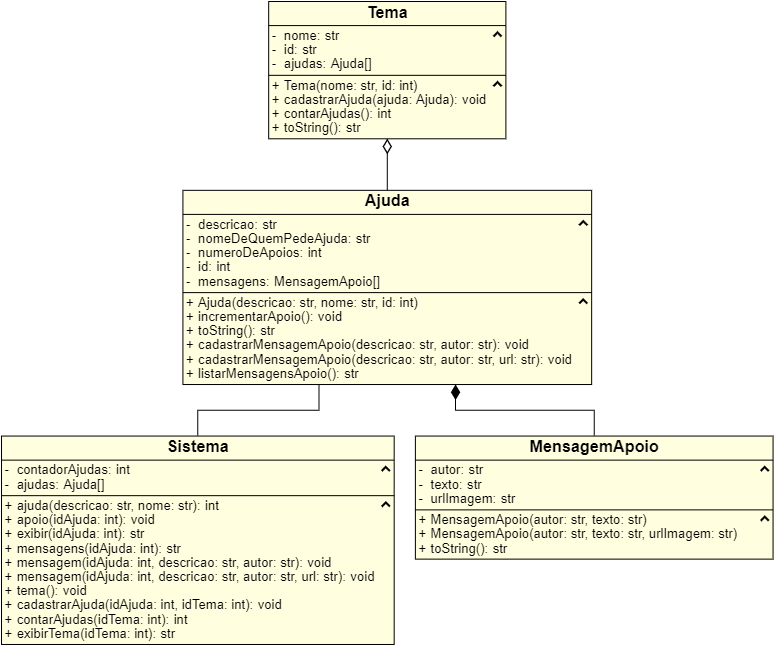 Tema
- nome: str
- id: str
- ajudas: Ajuda[]
+ Tema(nome: str, id: int)
+ cadastrarAjuda(ajuda: Ajuda): void
+ contarAjudas(): int
+ toString(): str
Ajuda
- descricao: str
- nomeDeQuemPedeAjuda: str
- numeroDeApoios: int
- id: int
- mensagens: MensagemApoio[]
+ Ajuda(descricao: str, nome: str, id: int)
+ incrementarApoio(): void
+ toString(): str
+ cadastrarMensagemApoio(descricao: str, autor: str): void
+ cadastrarMensagemApoio(descricao: str, autor: str, url: str): void
+ listarMensagensApoio(): str
Sistema
- contadorAjudas: int
- ajudas: Ajuda[]
+ ajuda(descricao: str, nome: str): int
+ apoio(idAjuda: int): void
+ exibir(idAjuda: int): str
+ mensagens(idAjuda: int): str
+ mensagem(idAjuda: int, descricao: str, autor: str): void
+ mensagem(idAjuda: int, descricao: str, autor: str, url: str): void
+ tema(): void
+ cadastrarAjuda(idAjuda: int, idTema: int): void
+ contarAjudas(idTema: int): int
+ exibirTema(idTema: int): str
MensagemApoio
- autor: str
- texto: str
- urlImagem: str
+ MensagemApoio(autor: str, texto: str)
+ MensagemApoio(autor: str, texto: str, urlImagem: str)
+ toString(): str